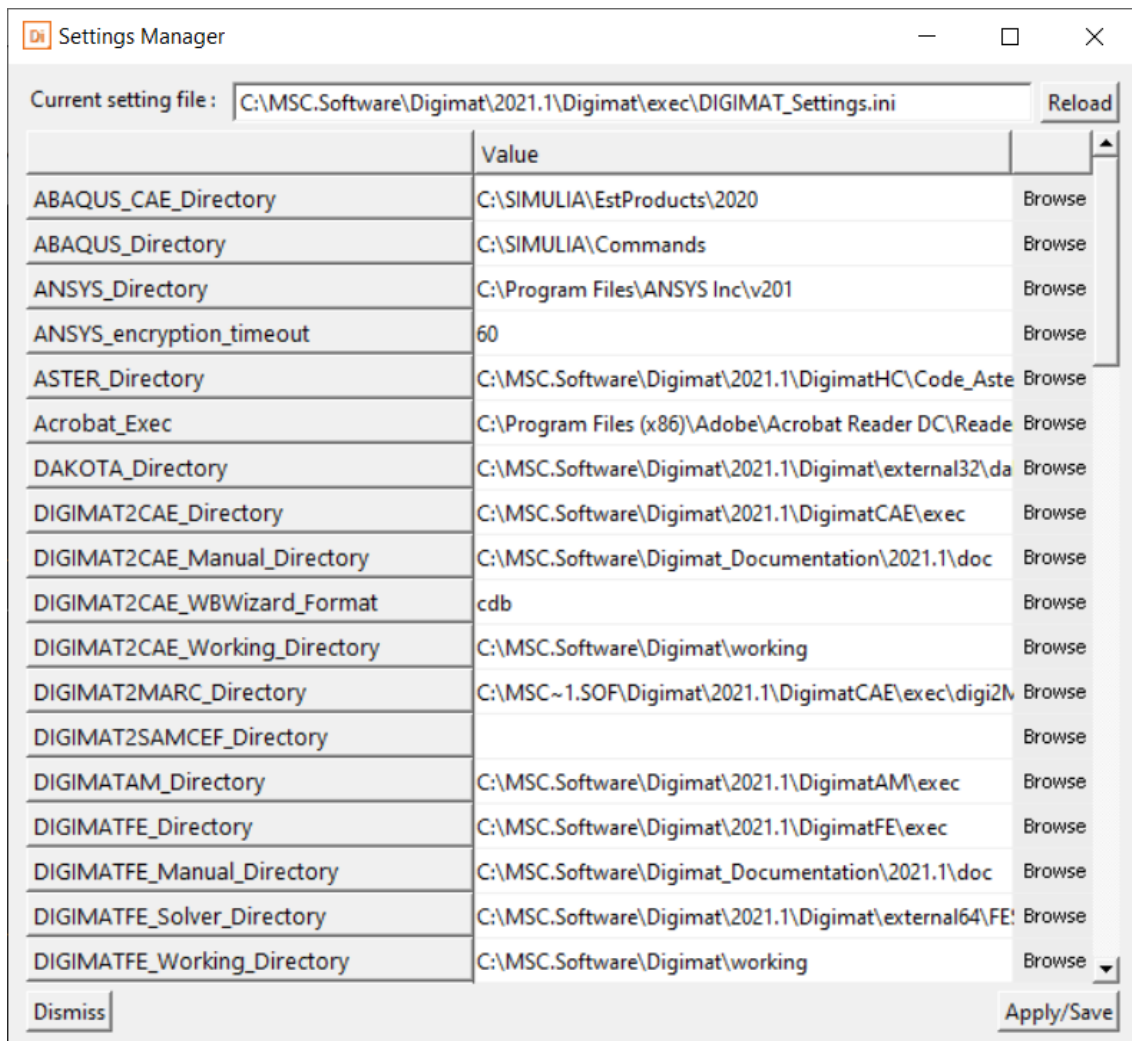 Di Settings Manager
Current setting file : C:\MSC.Software\Digimat\2021.1\Digimat\exec\DIGIMAT_Settings.ini Reload
Value
ABAQUS_CAE_Directory C:\SIMULIA\EstProducts\2020 Browse
ABAQUS_Directory C:\SIMULIA\Commands Browse
ANSYS_Directory C:\Program Files\ANSYS Inc\v201 Browse
ANSYS_encryption_timeout 60 Browse
ASTER_Directory C:\MSC.Software\Digimat\2021.1\DigimatHC\Code_Aste Browse
Acrobat_Exec C:\Program Files (x86)\Adobe\Acrobat Reader DC\Reade Browse
DAKOTA_Directory C:\MSC.Software\Digimat\2021.1\Digimat\external32\da Browse
DIGIMAT2CAE_Directory C:\MSC.Software\Digimat\2021.1\DigimatCAE\exec Browse
DIGIMAT2CAE_Manual_Directory C:\MSC.Software\Digimat_Documentation\2021.1\doc Browse
DIGIMAT2CAE_WBWizard_Format cdb Browse
DIGIMAT2CAE_Working_Directory C:\MSC.Software\Digimat\working Browse
DIGIMAT2MARC_Directory C:\MSC~1.SOF\Digimat\2021.1\DigimatCAE\exec\digi2M Browse
DIGIMAT2SAMCEF_Directory Browse
DIGIMATAM_Directory C:\MSC.Software\Digimat\2021.1\DigimatAM\exec Browse
DIGIMATFE_Directory C:\MSC.Software\Digimat\2021.1\DigimatFE\exec Browse
DIGIMATFE_Manual_Directory C:\MSC.Software\Digimat_Documentation\2021.1\doc Browse
DIGIMATFE_Solver_Directory C:\MSC.Software\Digimat\2021.1\Digimat\external64\FES Browse
DIGIMATFE_Working_Directory C:\MSC.Software\Digimat\working Browse
Dismiss Apply/Save